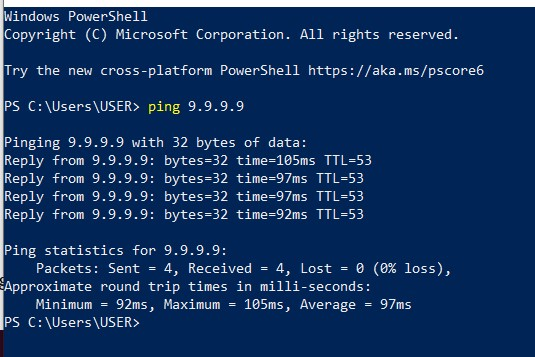 Windows PowerShell
Copyright (C) Microsoft Corporation. All rights reserved.
Try the new cross-platform PowerShell https://aka.ms/pscore6
PS C:\Users\USER> ping 9.9.9.9
Pinging 9.9.9.9 with 32 bytes of data:
Reply from 9.9.9.9: bytes=32 time=105ms TTL=53
Reply from 9.9.9.9: bytes=32 time=97ms TTL=53
Reply from 9.9.9.9: bytes=32 time=97ms TTL=53
Reply from 9.9.9.9: bytes=32 time=92ms TTL=53
Ping statistics for 9.9.9.9:
    Packets: Sent = 4, Received = 4, Lost = 0 (0% loss),
Approximate round trip times in milli-seconds:
    Minimum = 92ms, Maximum = 105ms, Average = 97ms
PS C:\Users\USER>